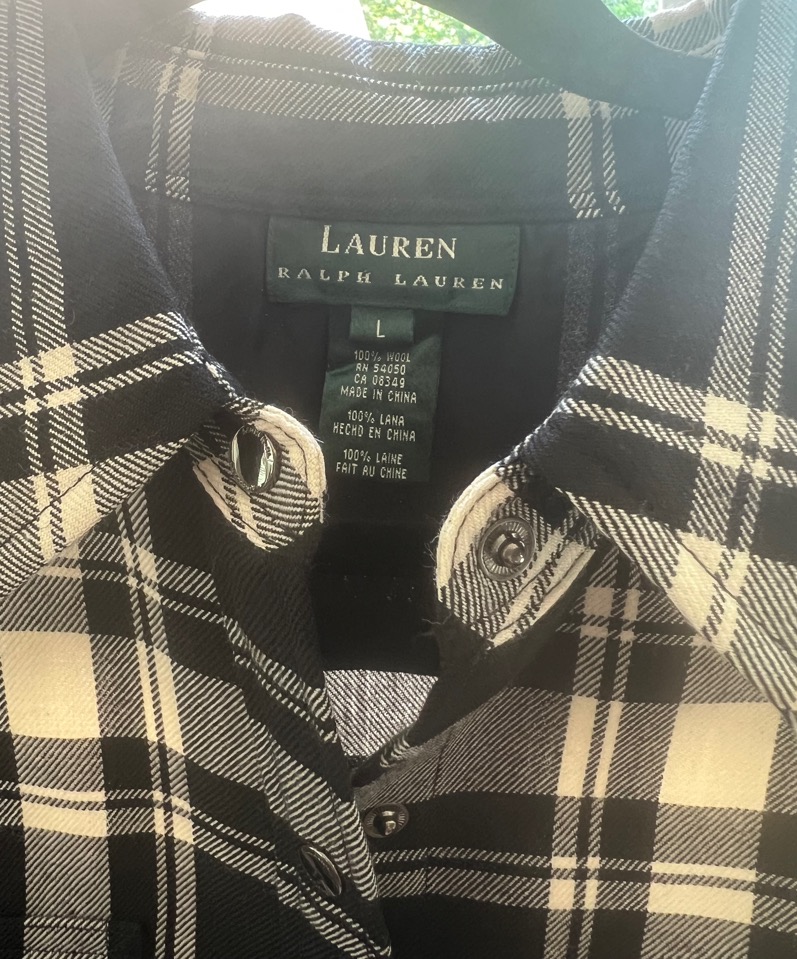 LAUREN
RALPH LAUREN
L
100% WOOL
RN 54050
CA 08349
MADE IN CHINA
100% LANA
HECHO EN CHINA
100% LAINE
FAIT AU CHINE